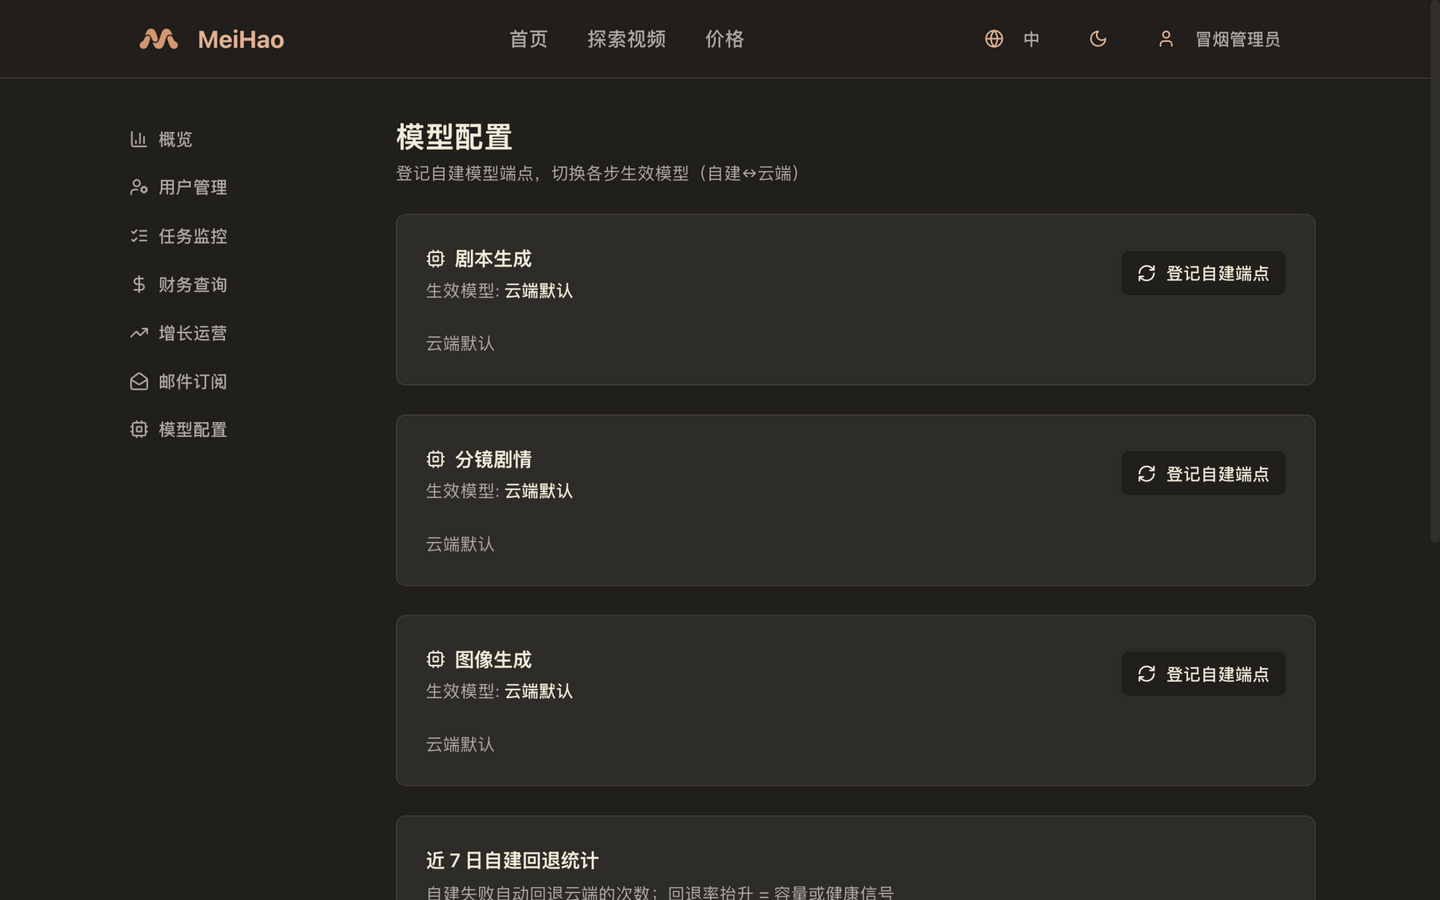 MeiHao
首页
探索视频
价格
中
冒烟管理员
概览
用户管理
任务监控
财务查询
增长运营
邮件订阅
模型配置
模型配置
登记自建模型端点，切换各步生效模型（自建↔云端）
剧本生成
生效模型: 云端默认
登记自建端点
云端默认
分镜剧情
生效模型: 云端默认
登记自建端点
云端默认
图像生成
生效模型: 云端默认
登记自建端点
云端默认
近 7 日自建回退统计
自建失败自动回退云端的次数；回退率抬升 = 容量或健康信号